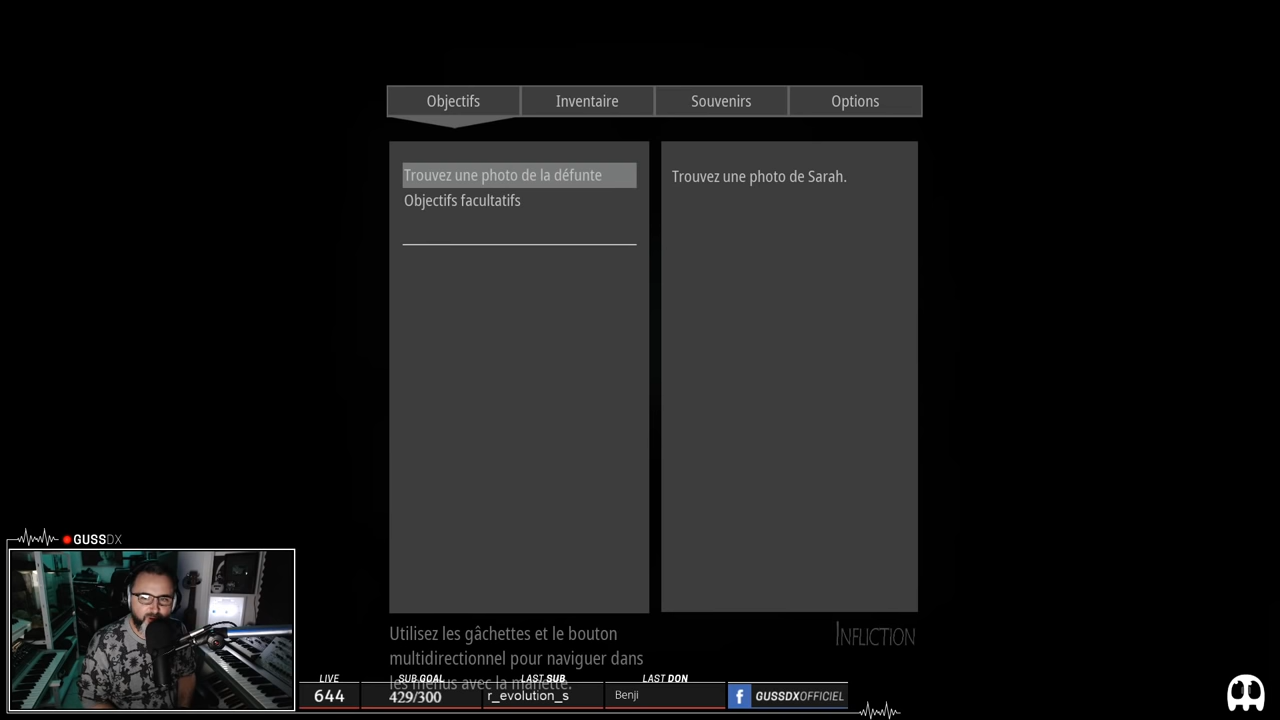 Objectifs
Inventaire
Souvenirs
Options
Trouvez une photo de la défunte
Objectifs facultatifs
Trouvez une photo de Sarah.
Utilisez les gâchettes et le bouton
multidirectionnel pour naviguer dans
les menus avec la manette.
INFLICTION
GUSSDX
LIVE
644
SUB GOAL
429/300
LAST SUB
r_evolution_s
LAST DON
Benji
f GUSSDXOFFICIEL